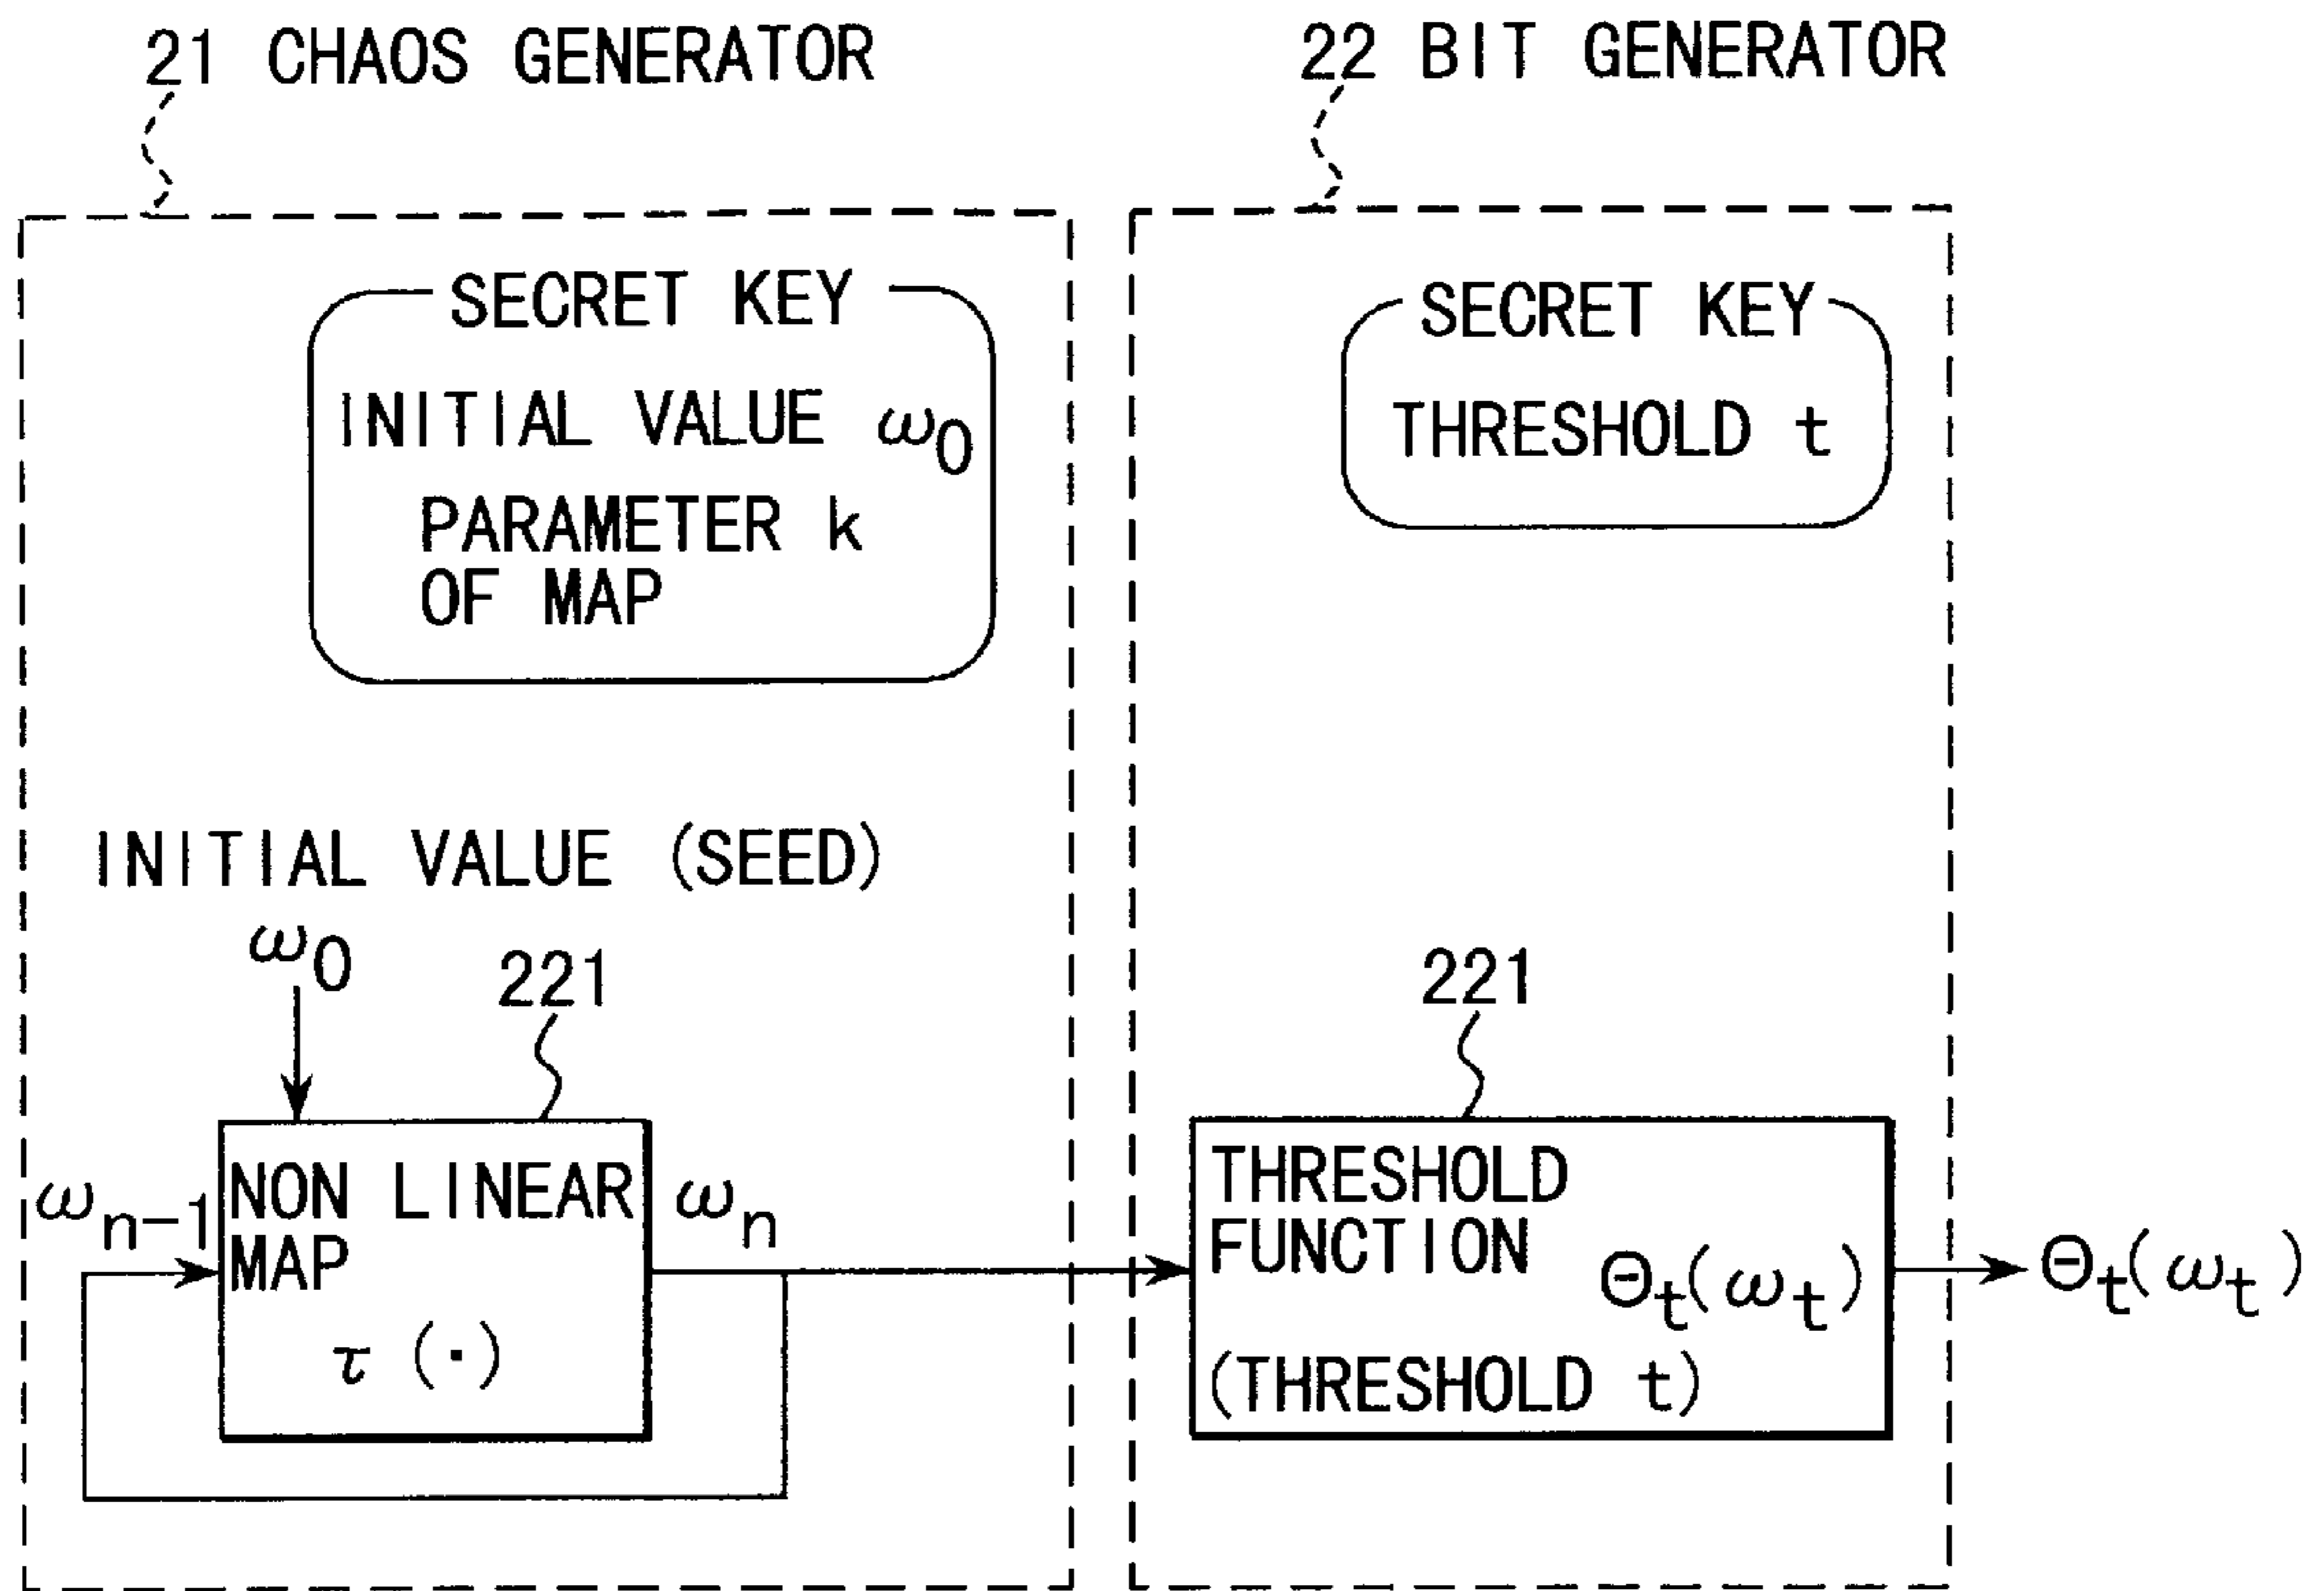 21 CHAOS GENERATOR
SECRET KEY
INITIAL VALUE ω0
PARAMETER k
OF MAP
INITIAL VALUE (SEED)
ω0
221
ωn-1
NON LINEAR
MAP
τ (·)
ωn
22 BIT GENERATOR
SECRET KEY
THRESHOLD t
221
THRESHOLD
FUNCTION
Θt(ωt)
(THRESHOLD t)
Θt(ωt)